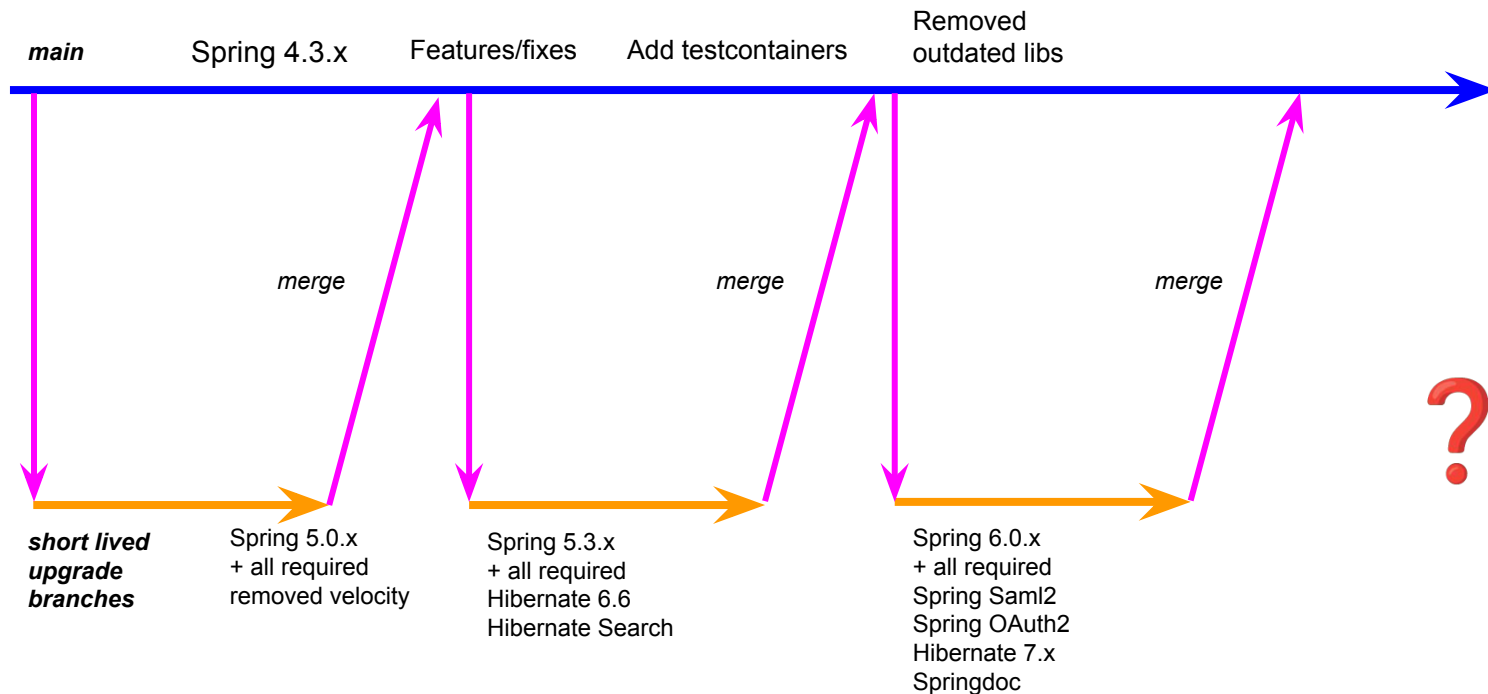 main
Spring 4.3.x
Features/fixes
Add testcontainers
Removed
outdated libs
merge
merge
merge
short lived
upgrade
branches
Spring 5.0.x
+ all required
removed velocity
Spring 5.3.x
+ all required
Hibernate 6.6
Hibernate Search
Spring 6.0.x
+ all required
Spring Saml2
Spring OAuth2
Hibernate 7.x
Springdoc
❓